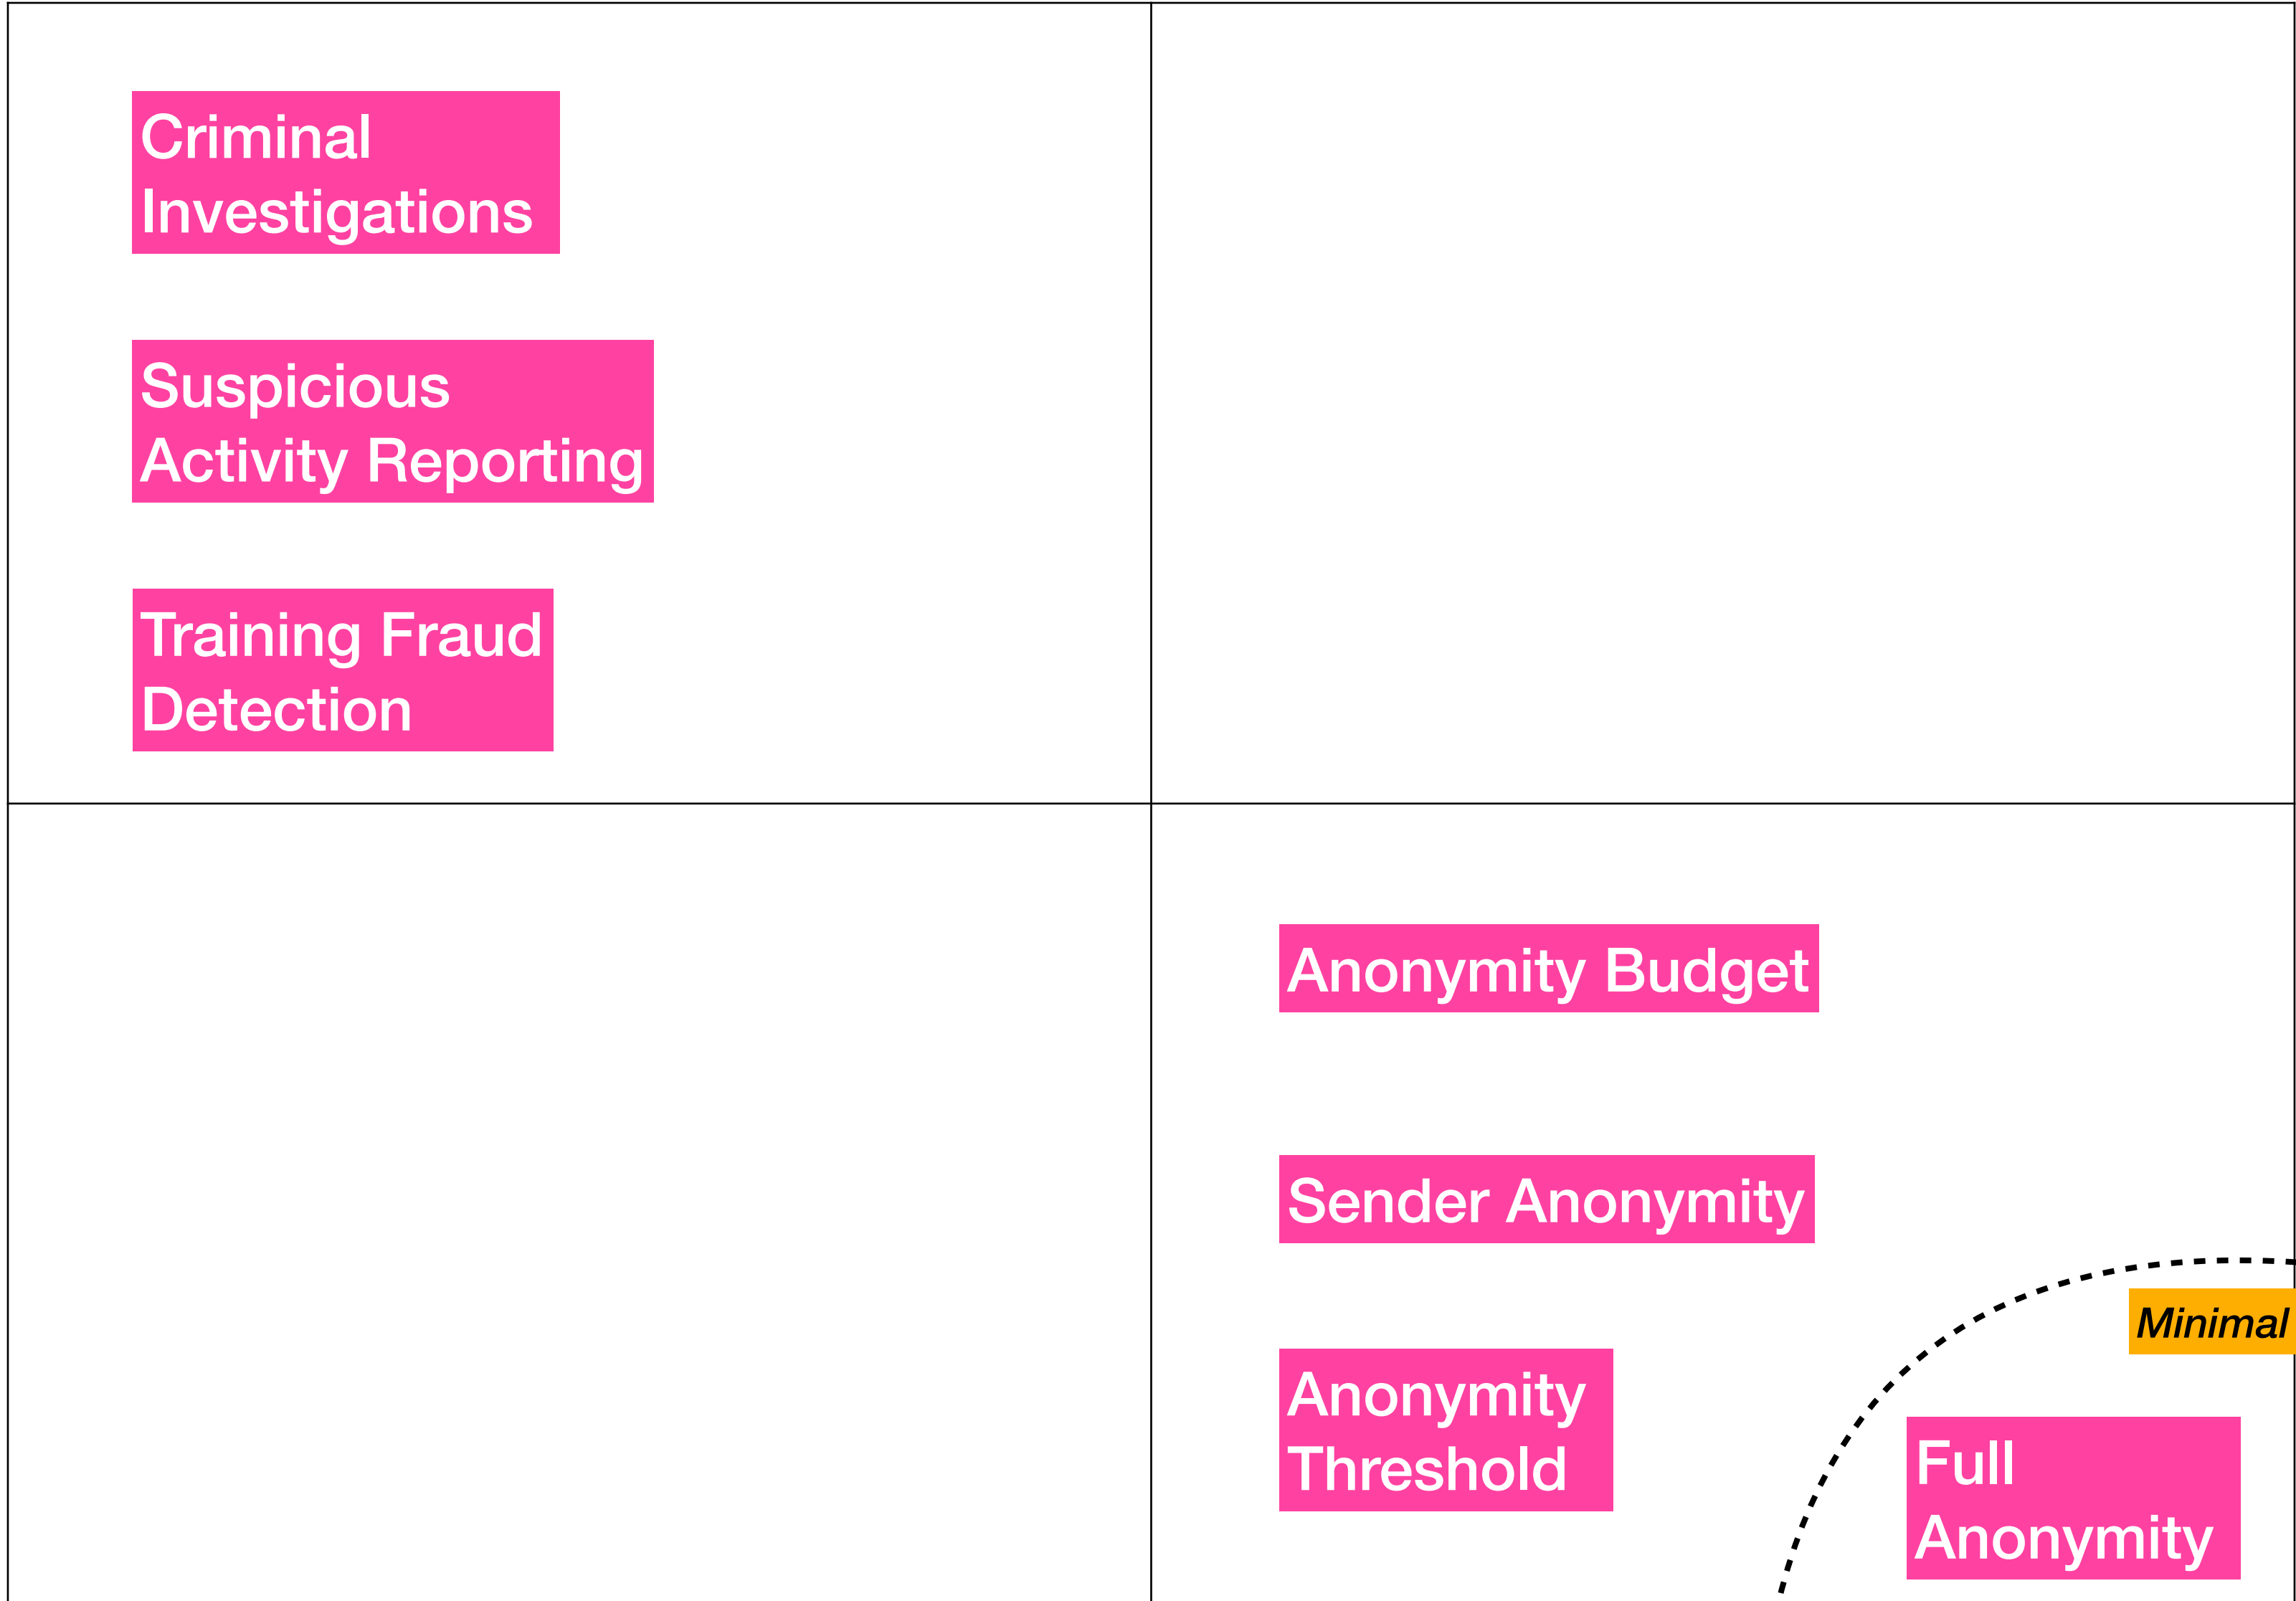 Criminal
Investigations
Suspicious
Activity Reporting
Training Fraud
Detection
Anonymity Budget
Sender Anonymity
Minimal
Anonymity
Threshold
Full
Anonymity